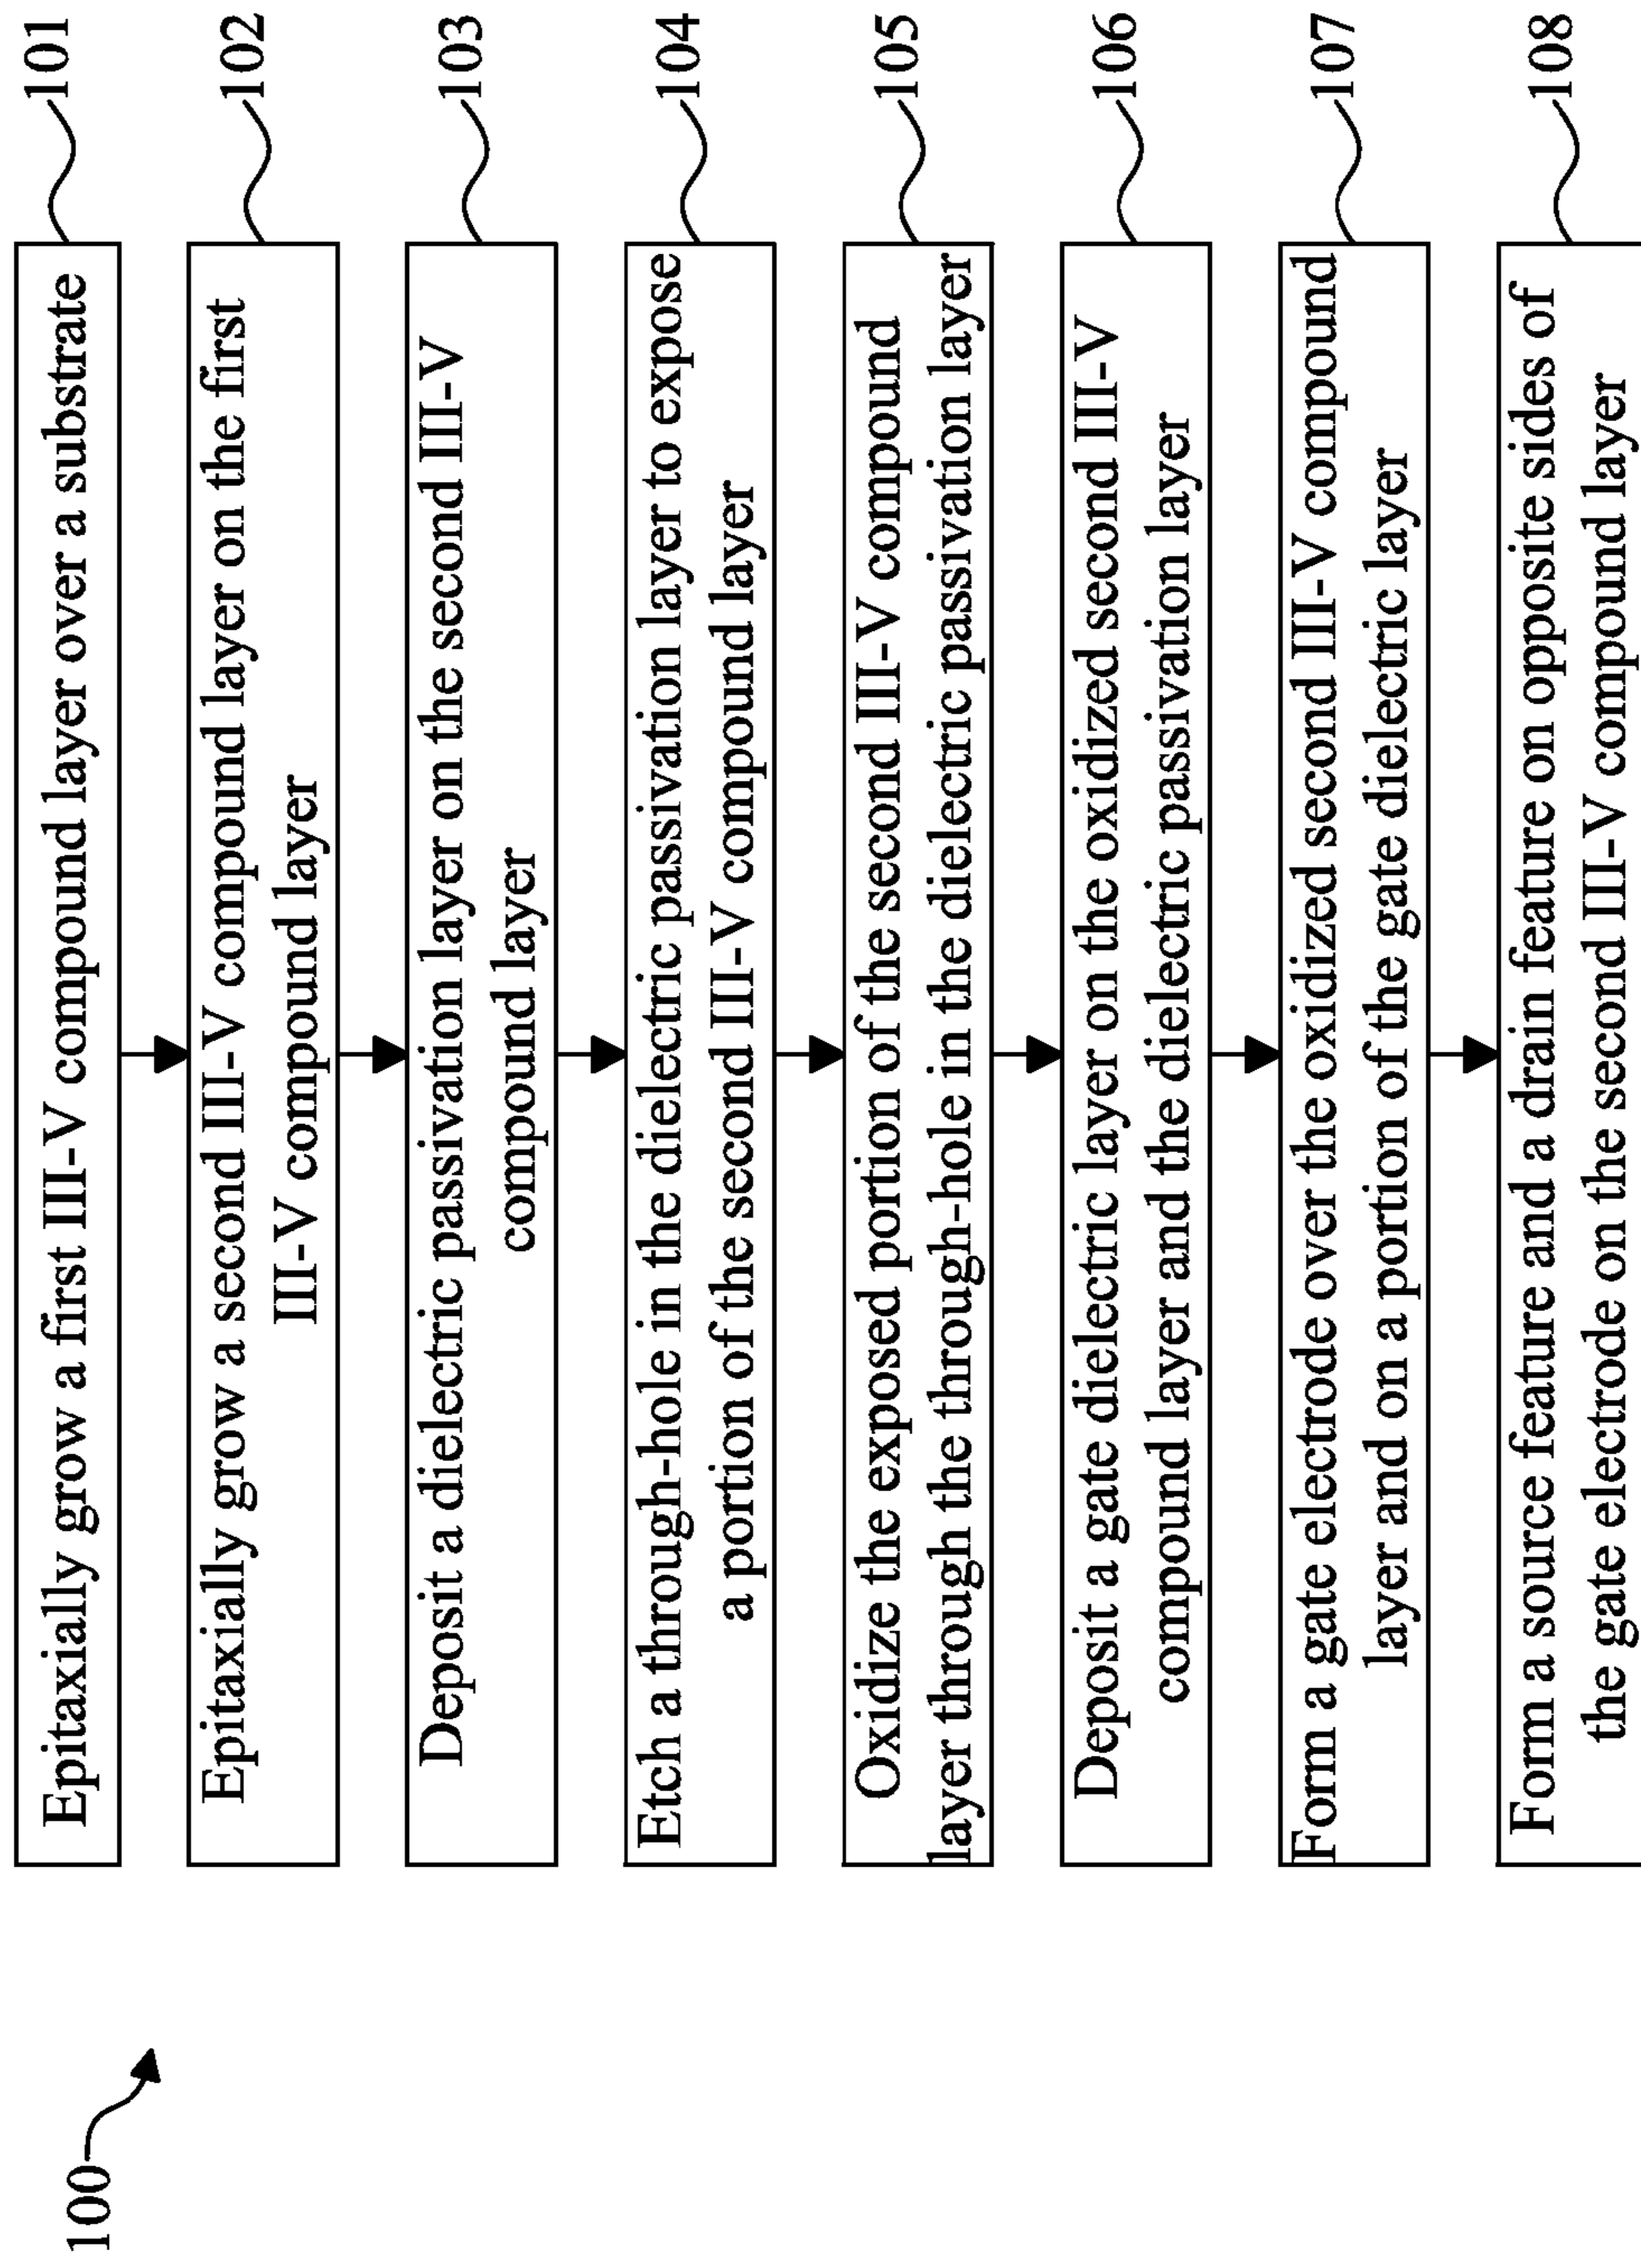 100
Epitaxially grow a first III-V compound layer over a substrate
101
Epitaxially grow a second III-V compound layer on the first
III-V compound layer
102
Deposit a dielectric passivation layer on the second III-V
compound layer
103
Etch a through-hole in the dielectric passivation layer to expose
a portion of the second III-V compound layer
104
Oxidize the exposed portion of the second III-V compound
layer through the through-hole in the dielectric passivation layer
105
Deposit a gate dielectric layer on the oxidized second III-V
compound layer and the dielectric passivation layer
106
Form a gate electrode over the oxidized second III-V compound
layer and on a portion of the gate dielectric layer
107
Form a source feature and a drain feature on opposite sides of
the gate electrode on the second III-V compound layer
108